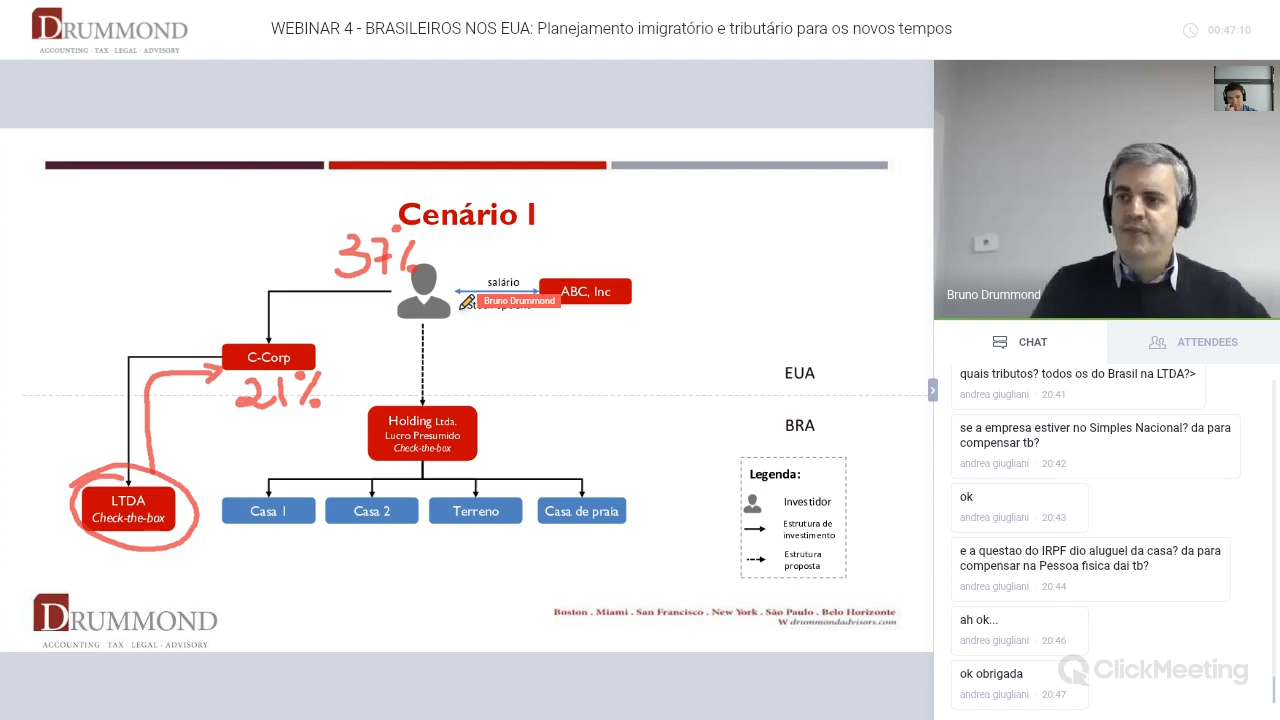 DRUMMOND
ACCOUNTING · TAX · LEGAL · ADVISORY
WEBINAR 4 - BRASILEIROS NOS EUA: Planejamento imigratório e tributário para os novos tempos
00:47:10
Cenário I
37%
salário
ABC, Inc
Bruno Drummond
C-Corp
21%
EUA
BRA
Holding Ltda.
Lucro Presumido
Check-the-box
LTDA
Check-the-box
Casa 1
Casa 2
Terreno
Casa de praia
Legenda:
Investidor
Estrutura de
investimento
Estrutura
proposta
DRUMMOND
ACCOUNTING · TAX · LEGAL · ADVISORY
Boston . Miami . San Francisco . New York . São Paulo . Belo Horizonte
W drummondadvisors.com
Bruno Drummond
CHAT
ATTENDEES
quais tributos? todos os do Brasil na LTDA?>
andrea giugliani · 20:41
se a empresa estiver no Simples Nacional? da para
compensar tb?
andrea giugliani · 20:42
ok
andrea giugliani · 20:43
e a questao do IRPF dio aluguel da casa? da para
compensar na Pessoa fisica dai tb?
andrea giugliani · 20:44
ah ok...
andrea giugliani · 20:46
ok obrigada
andrea giugliani · 20:47
ClickMeeting